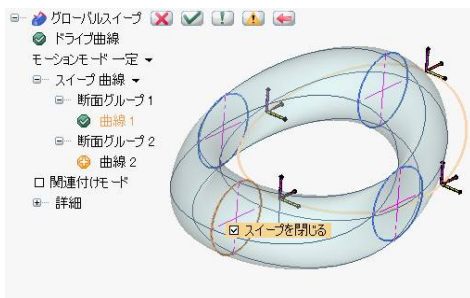 グローバルスイープ
ドライブ曲線
モーションモード 一定
スイープ 曲線
断面グループ 1
曲線 1
断面グループ 2
曲線 2
関連付けモード
詳細
スイープを閉じる